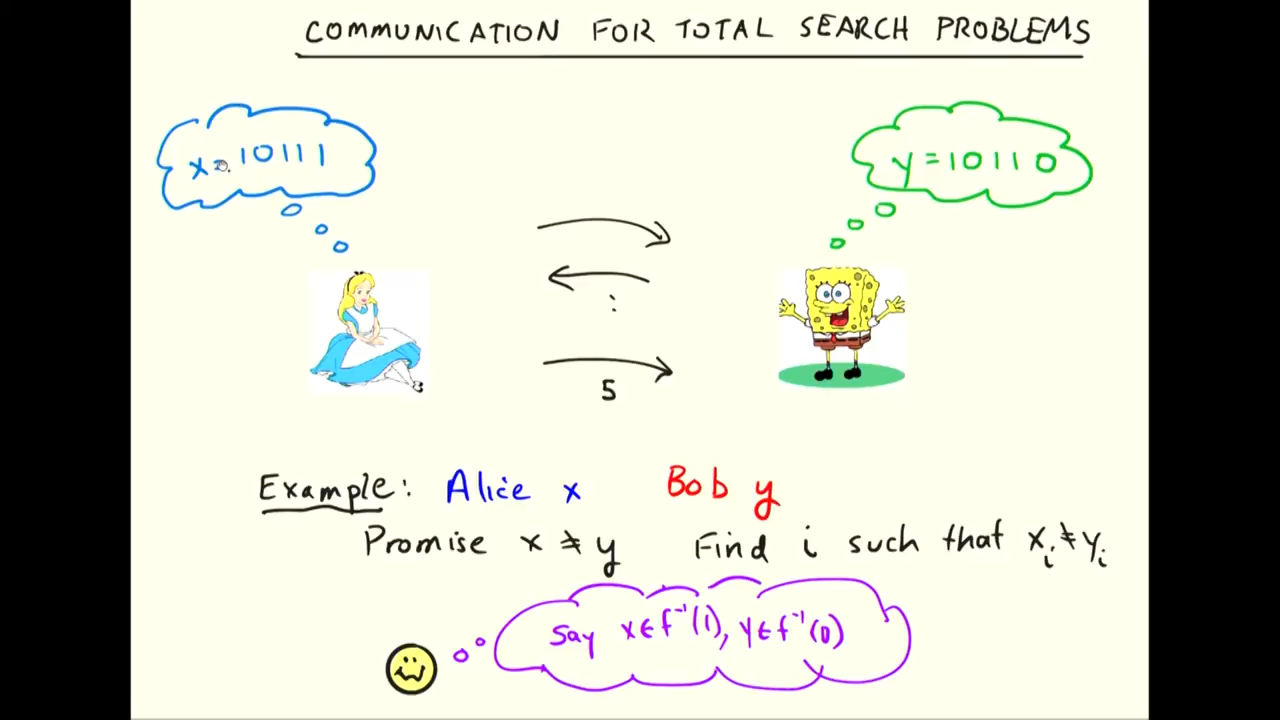 COMMUNICATION FOR TOTAL SEARCH PROBLEMS
x = 10111
y = 10110
5
Example: Alice x Bob y
Promise x ≠ y Find i such that xᵢ ≠ yᵢ
Say x ∈ f⁻¹(1), y ∈ f⁻¹(0)